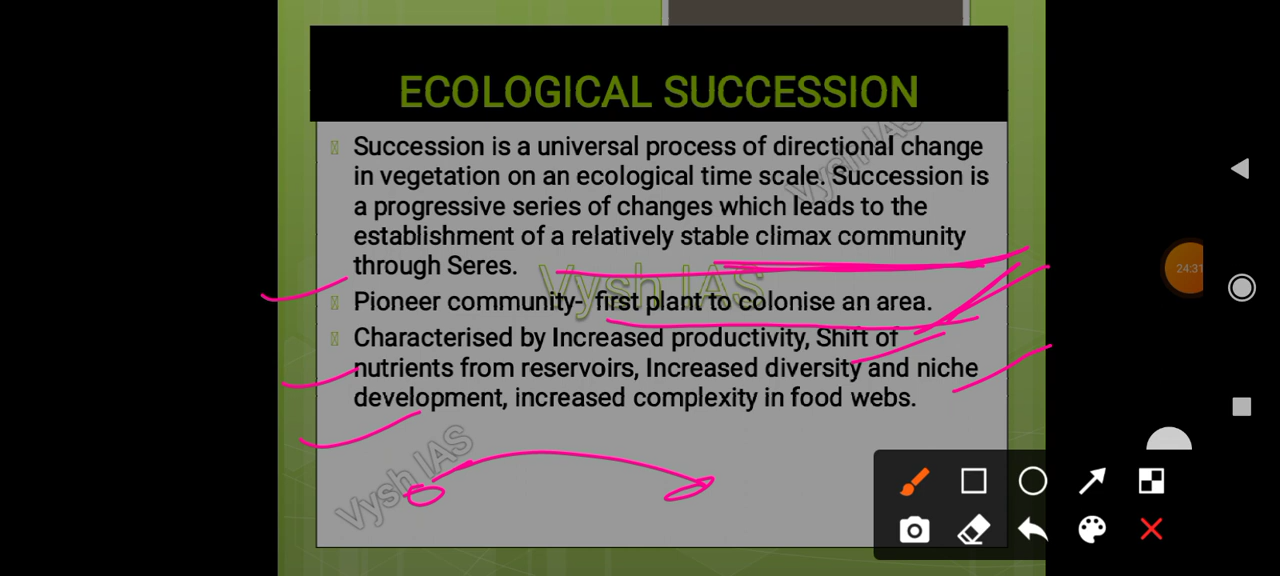 ECOLOGICAL SUCCESSION
Vysh IAS
Succession is a universal process of directional change
in vegetation on an ecological time scale. Succession is
a progressive series of changes which leads to the
establishment of a relatively stable climax community
through Seres.
Vysh IAS
Pioneer community- first plant to colonise an area.
Characterised by Increased productivity, Shift of
nutrients from reservoirs, Increased diversity and niche
development, increased complexity in food webs.
Vysh IAS
24:31